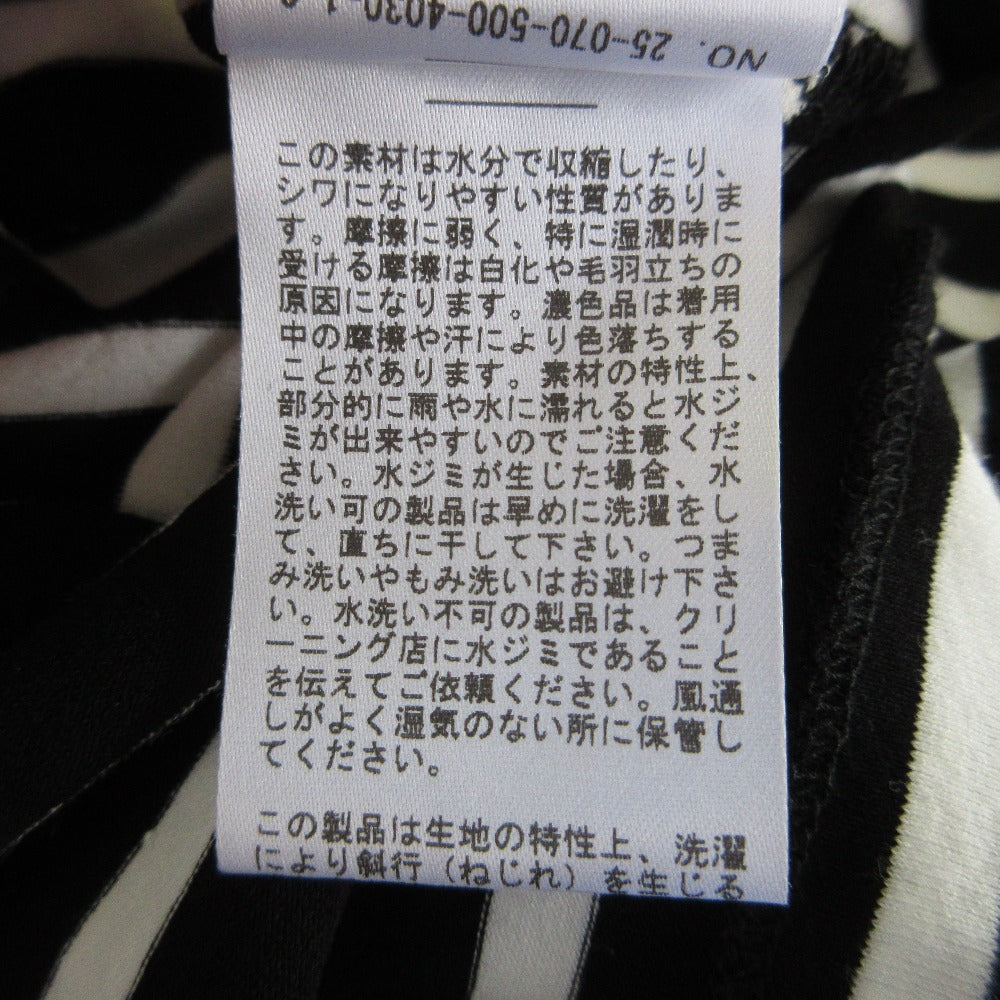 NO. 25-070-500-4030-1-0
この素材は水分で収縮したり、
シワになりやすい性質がありま
す。摩擦に弱く、特に湿潤時に
受ける摩擦は白化や毛羽立ちの
原因になります。濃色品は着用
中の摩擦や汗により色落ちする
ことがあります。素材の特性上、
部分的に雨や水に濡れると水ジ
ミが出来やすいのでご注意くだ
さい。水ジミが生じた場合、水
洗い可の製品は早めに洗濯をし
て、直ちに干して下さい。つま
み洗いやもみ洗いはお避け下さ
い。水洗い不可の製品は、クリ
ーニング店に水ジミであること
を伝えてご依頼ください。風通
しがよく湿気のない所に保管し
てください。
この製品は生地の特性上、洗濯
により斜行（ねじれ）を生じる